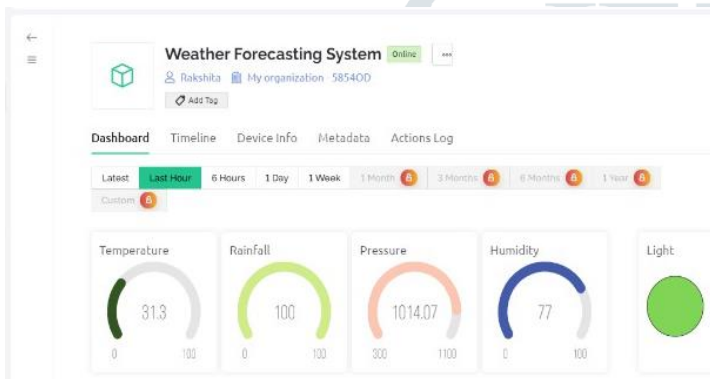 Weather Forecasting System Online ...
Rakshita My organization - 5854OD
Add Tag
Dashboard Timeline Device Info Metadata Actions Log
Latest Last Hour 6 Hours 1 Day 1 Week 1 Month 3 Months 6 Months 1 Year
Custom
Temperature Rainfall Pressure Humidity Light
31.3 100 1014.07 77
0 100 0 100 300 1100 0 100